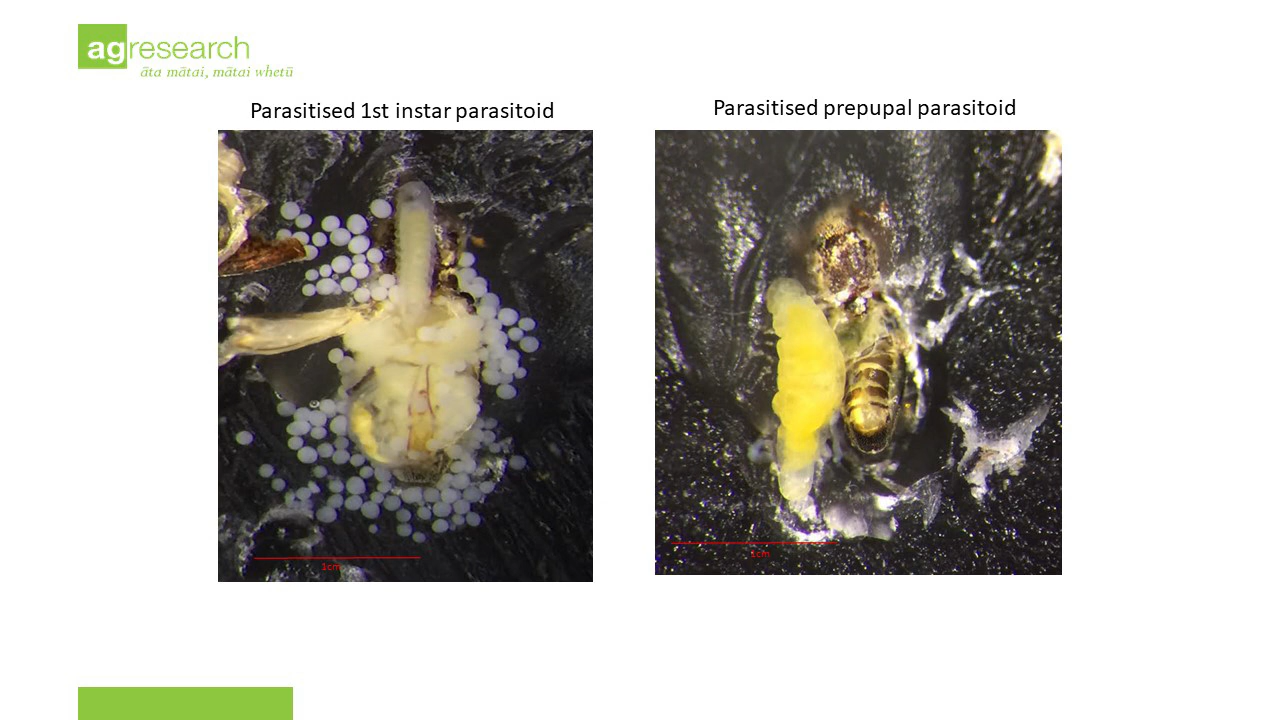 agresearch
āta mātai, mātai whetū
Parasitised 1st instar parasitoid
Parasitised prepupal parasitoid
1cm
1cm